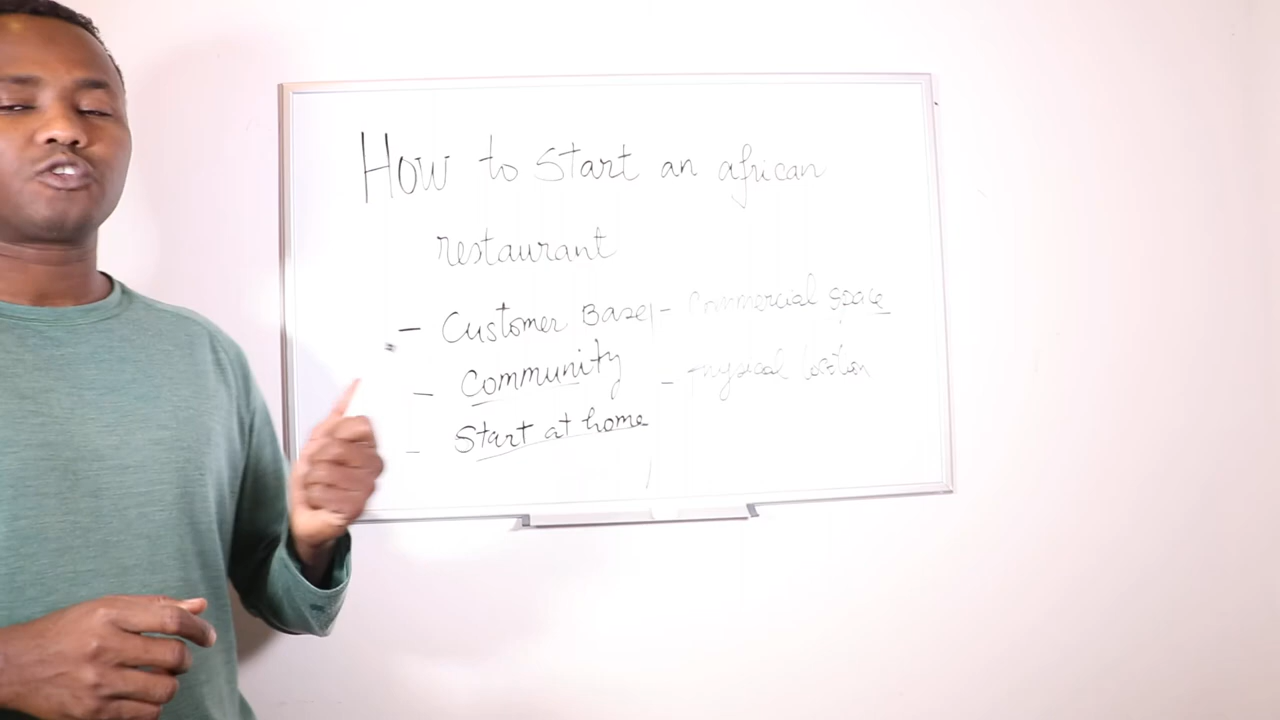 How to start an african
restaurant
- Customer Base
- Community
- Start at home
- Commercial space
- Physical location